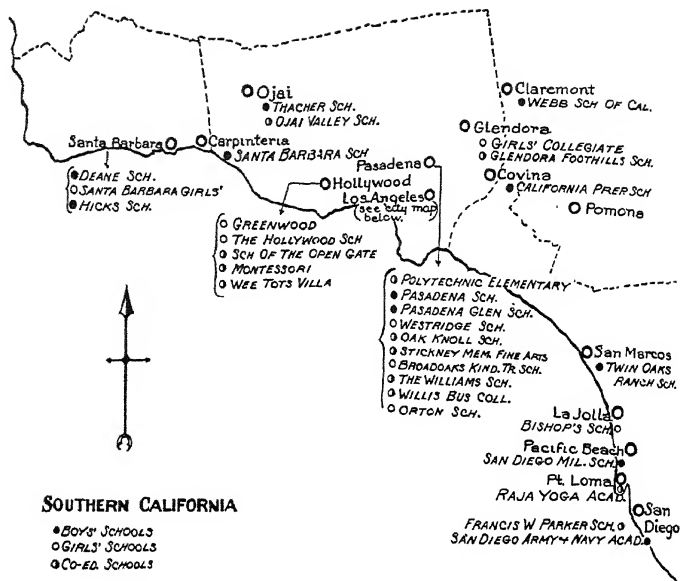 Ojai
THACHER SCH.
OJAI VALLEY SCH.
Claremont
WEBB SCH OF CAL.
Glendora
GIRLS' COLLEGIATE
GLENDORA FOOTHILLS SCH.
Santa Barbara
Carpinteria
SANTA BARBARA SCH
Pasadena
Covina
CALIFORNIA PREP. SCH
Pomona
DEANE SCH.
SANTA BARBARA GIRLS'
HICKS SCH.
Hollywood
Los Angeles
(see city map
below.)
GREENWOOD
THE HOLLYWOOD SCH
SCH OF THE OPEN GATE
MONTESSORI
WEE TOTS VILLA
POLYTECHNIC ELEMENTARY
PASADENA SCH.
PASADENA GLEN SCH.
WESTRIDGE SCH.
OAK KNOLL SCH.
STICKNEY MEM. FINE ARTS
BROADOAKS KIND. TR. SCH.
THE WILLIAMS SCH.
WILLIS BUS COLL.
ORTON SCH.
San Marcos
TWIN OAKS
RANCH SCH.
La Jolla
BISHOP'S SCH
Pacific Beach
SAN DIEGO MIL. SCH.
Pt. Loma
RAJA YOGA ACAD.
San
Diego
FRANCIS W PARKER SCH.
SAN DIEGO ARMY & NAVY ACAD.
SOUTHERN CALIFORNIA
BOYS' SCHOOLS
GIRLS' SCHOOLS
CO-ED. SCHOOLS